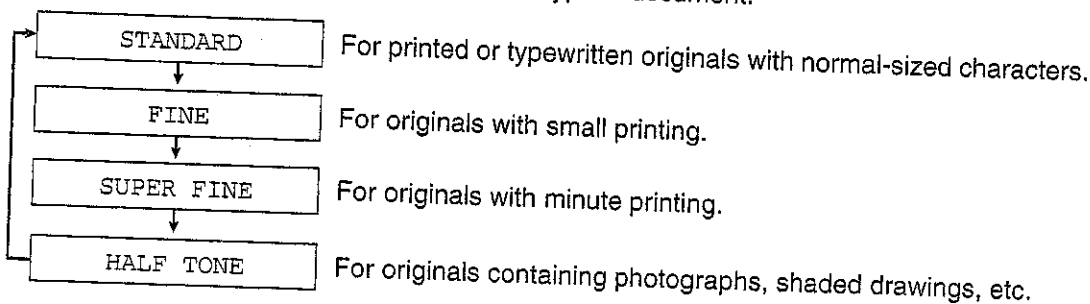 document.
STANDARD For printed or typewritten originals with normal-sized characters.
FINE For originals with small printing.
SUPER FINE For originals with minute printing.
HALF TONE For originals containing photographs, shaded drawings, etc.